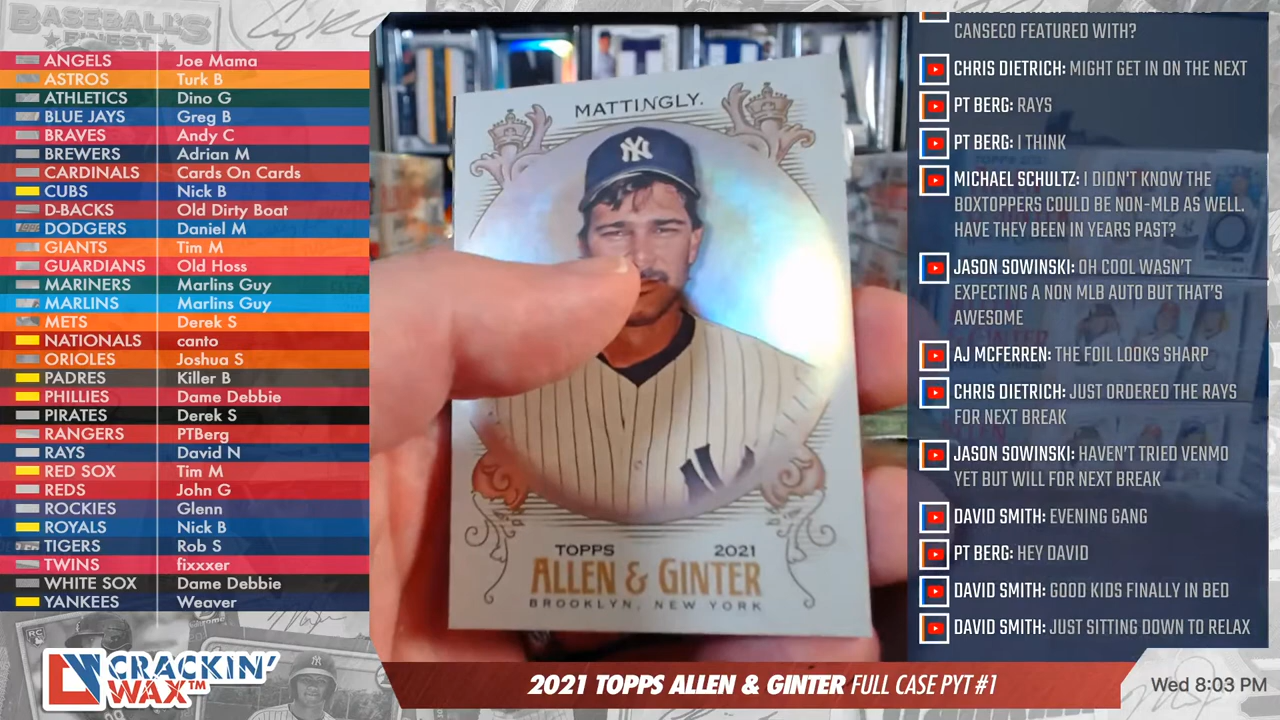 BASEBALL'S
FINEST
ANGELS Joe Mama
ASTROS Turk B
ATHLETICS Dino G
BLUE JAYS Greg B
BRAVES Andy C
BREWERS Adrian M
CARDINALS Cards On Cards
CUBS Nick B
D-BACKS Old Dirty Boat
DODGERS Daniel M
GIANTS Tim M
GUARDIANS Old Hoss
MARINERS Marlins Guy
MARLINS Marlins Guy
METS Derek S
NATIONALS canto
ORIOLES Joshua S
PADRES Killer B
PHILLIES Dame Debbie
PIRATES Derek S
RANGERS PTBerg
RAYS David N
RED SOX Tim M
REDS John G
ROCKIES Glenn
ROYALS Nick B
TIGERS Rob S
TWINS fixxxer
WHITE SOX Dame Debbie
YANKEES Weaver
RC
CRACKIN'
WAX™
MATTINGLY.
NY
NY
TOPPS 2021
ALLEN & GINTER
BROOKLYN, NEW YORK
CANSECO FEATURED WITH?
CHRIS DIETRICH: MIGHT GET IN ON THE NEXT
PT BERG: RAYS
PT BERG: I THINK
MICHAEL SCHULTZ: I DIDN'T KNOW THE
BOXTOPPERS COULD BE NON-MLB AS WELL.
HAVE THEY BEEN IN YEARS PAST?
JASON SOWINSKI: OH COOL WASN'T
EXPECTING A NON MLB AUTO BUT THAT'S
AWESOME
AJ MCFERREN: THE FOIL LOOKS SHARP
CHRIS DIETRICH: JUST ORDERED THE RAYS
FOR NEXT BREAK
JASON SOWINSKI: HAVEN'T TRIED VENMO
YET BUT WILL FOR NEXT BREAK
DAVID SMITH: EVENING GANG
PT BERG: HEY DAVID
DAVID SMITH: GOOD KIDS FINALLY IN BED
DAVID SMITH: JUST SITTING DOWN TO RELAX
2021 TOPPS ALLEN & GINTER FULL CASE PYT #1
Wed 8:03 PM